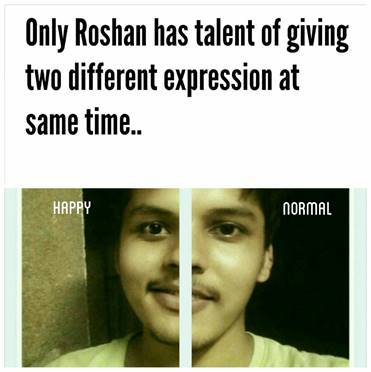 Only Roshan has talent of giving
two different expression at
same time..
HAPPY
NORMAL